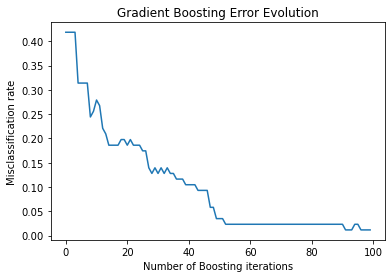 Gradient Boosting Error Evolution
0.40
0.35
0.30
0.25
0.20
0.15
0.10
0.05
0.00
Misclassification rate
0 20 40 60 80 100
Number of Boosting iterations